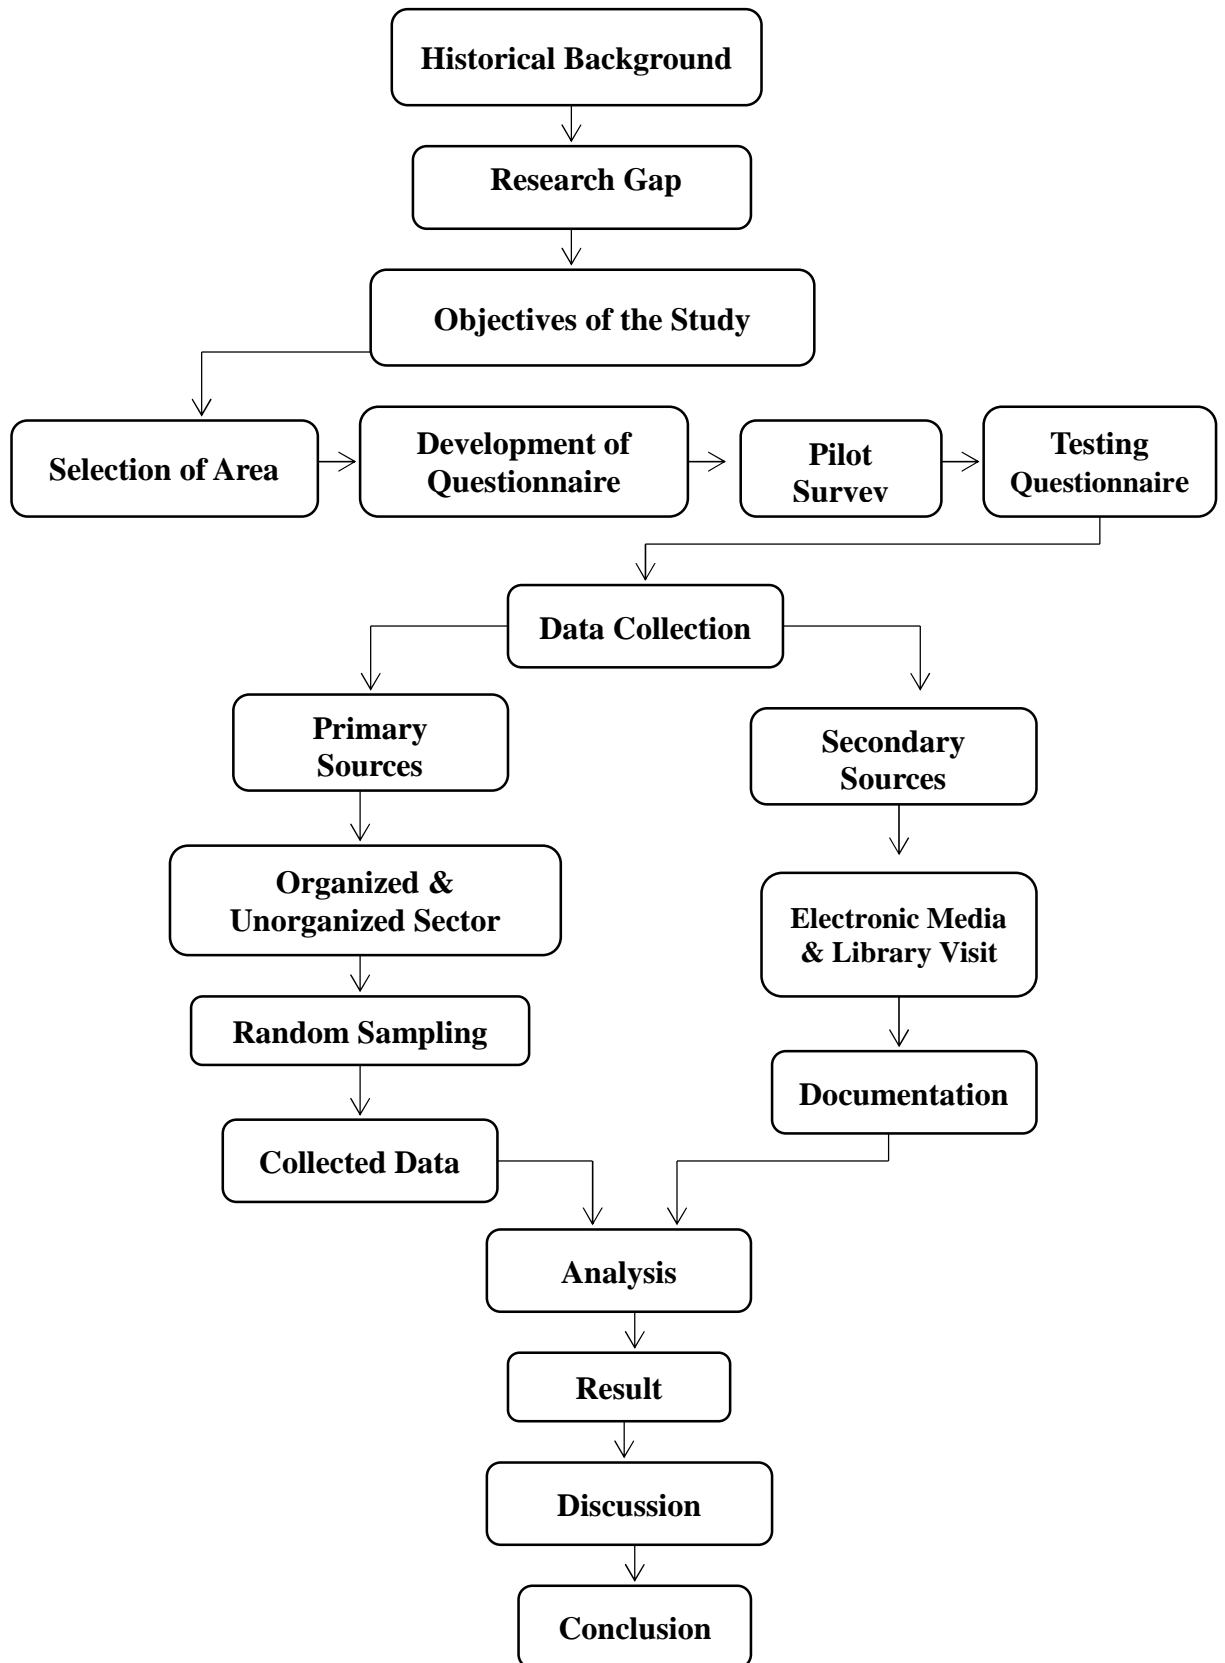 Historical Background
Research Gap
Objectives of the Study
Selection of Area
Development of
Questionnaire
Pilot
Survev
Testing
Questionnaire
Data Collection
Primary
Sources
Secondary
Sources
Organized &
Unorganized Sector
Electronic Media
& Library Visit
Random Sampling
Documentation
Collected Data
Analysis
Result
Discussion
Conclusion